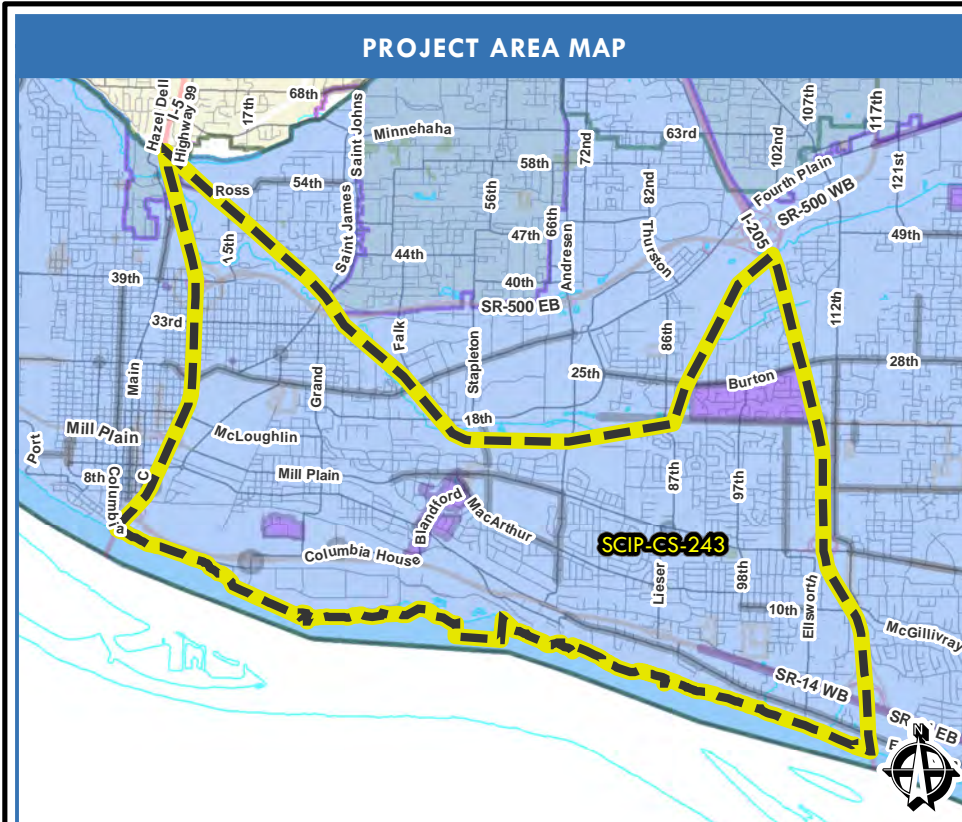 PROJECT AREA MAP
Hazel Dell
I-5
Highway 99
17th
68th
Saint Johns
Minnehaha
58th
72nd
63rd
102nd
107th
117th
Fourth Plain
SR-500 WB
121st
Ross
54th
Saint James
56th
47th
66th
Andresen
82nd
Thurston
I-205
49th
15th
44th
40th
SR-500 EB
39th
33rd
Falk
Stapleton
86th
112th
28th
Main
Grand
25th
Burton
18th
Port
Mill Plain
McLoughlin
8th
Columbia
C
Mill Plain
Blandford
MacArthur
87th
97th
SCIP-CS-243
Columbia House
Lieser
98th
10th
Ellsworth
McGillivray
SR-14 WB
EB
N